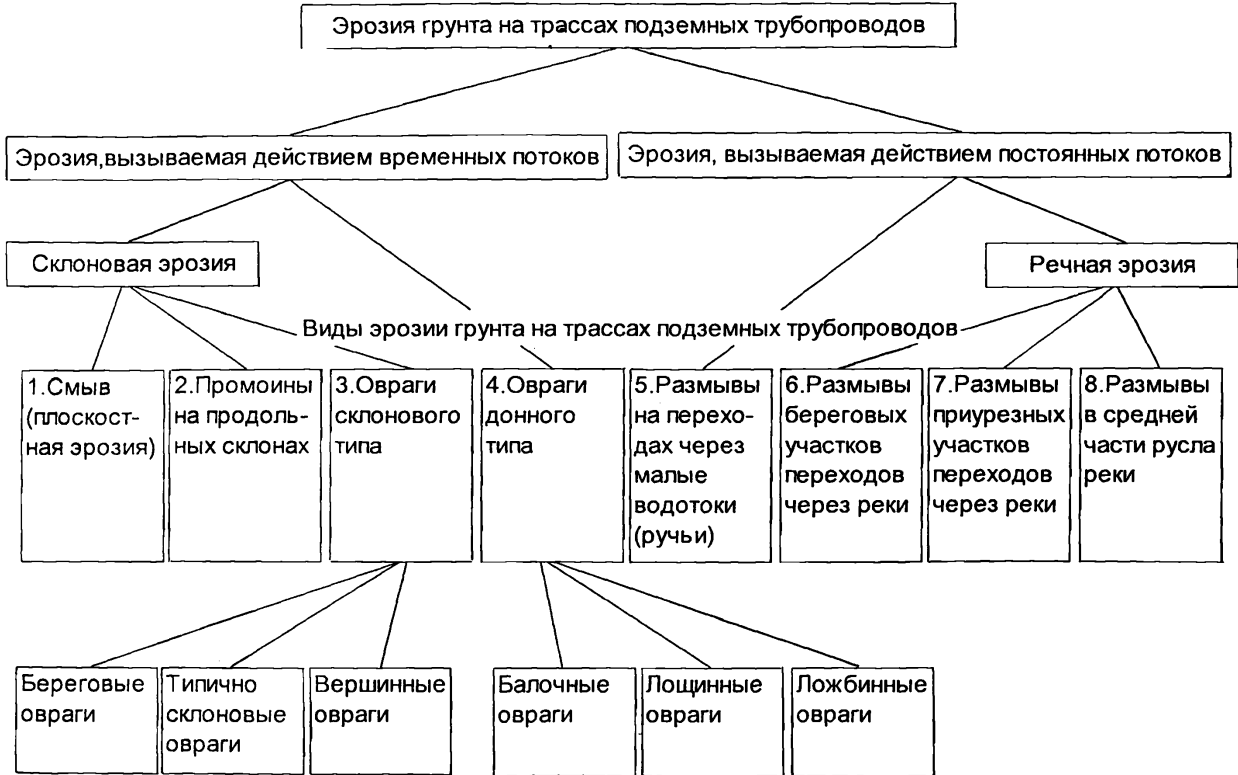 Эрозия грунта на трассах подземных трубопроводов
Эрозия,вызываемая действием временных потоков
Эрозия, вызываемая действием постоянных потоков
Склоновая эрозия
Речная эрозия
Виды эрозии грунта на трассах подземных трубопроводов
1.Смыв
(плоскост-
ная эрозия)
2.Промоины
на продоль-
ных склонах
3.Овраги
склонового
типа
4.Овраги
донного
типа
5.Размывы
на перехо-
дах через
малые
водотоки
(ручьи)
6.Размывы
береговых
участков
переходов
через реки
7.Размывы
приурезных
участков
переходов
через реки
8.Размывы
в средней
части русла
реки
Береговые
овраги
Типично
склоновые
овраги
Вершинные
овраги
Балочные
овраги
Лощинные
овраги
Ложбинные
овраги